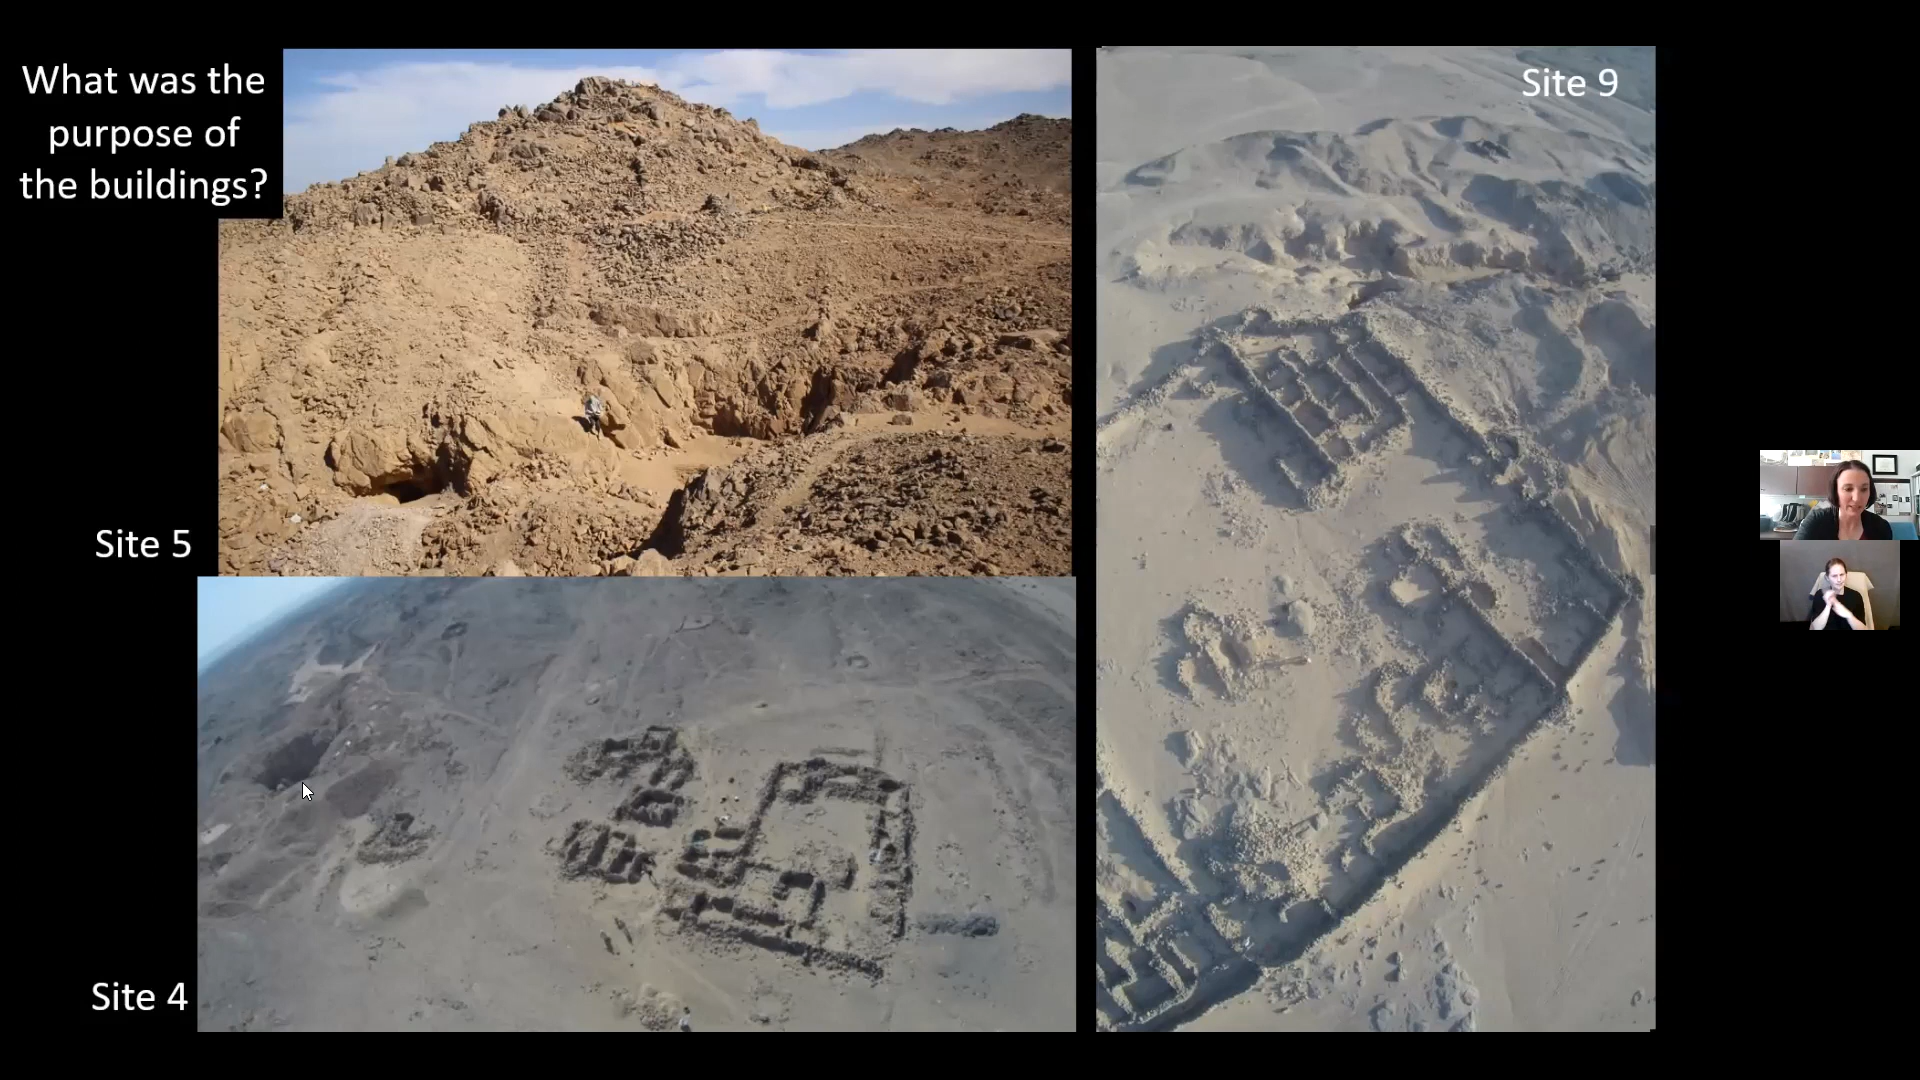 What was the
purpose of
the buildings?
Site 5
Site 4
Site 9